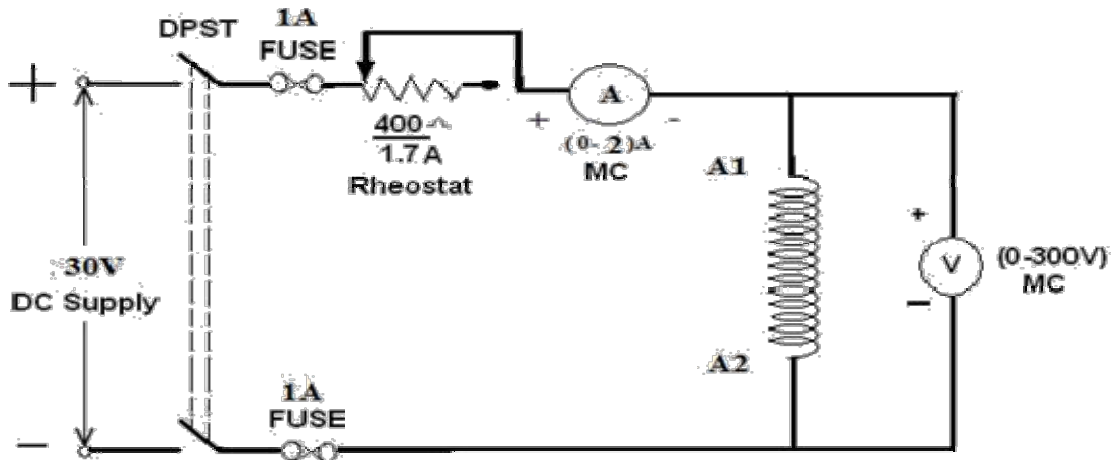 DPST
1A
FUSE
+
A
+ -
400 Ω
1.7 A
Rheostat
(0-2)A
MC
A1
+
V
(0-300V)
MC
–
30V
DC Supply
A2
1A
FUSE
–